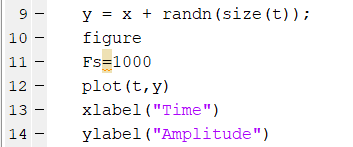 9 – y = x + randn(size(t));
10 – figure
11 – Fs=1000
12 – plot(t,y)
13 – xlabel("Time")
14 – ylabel("Amplitude")